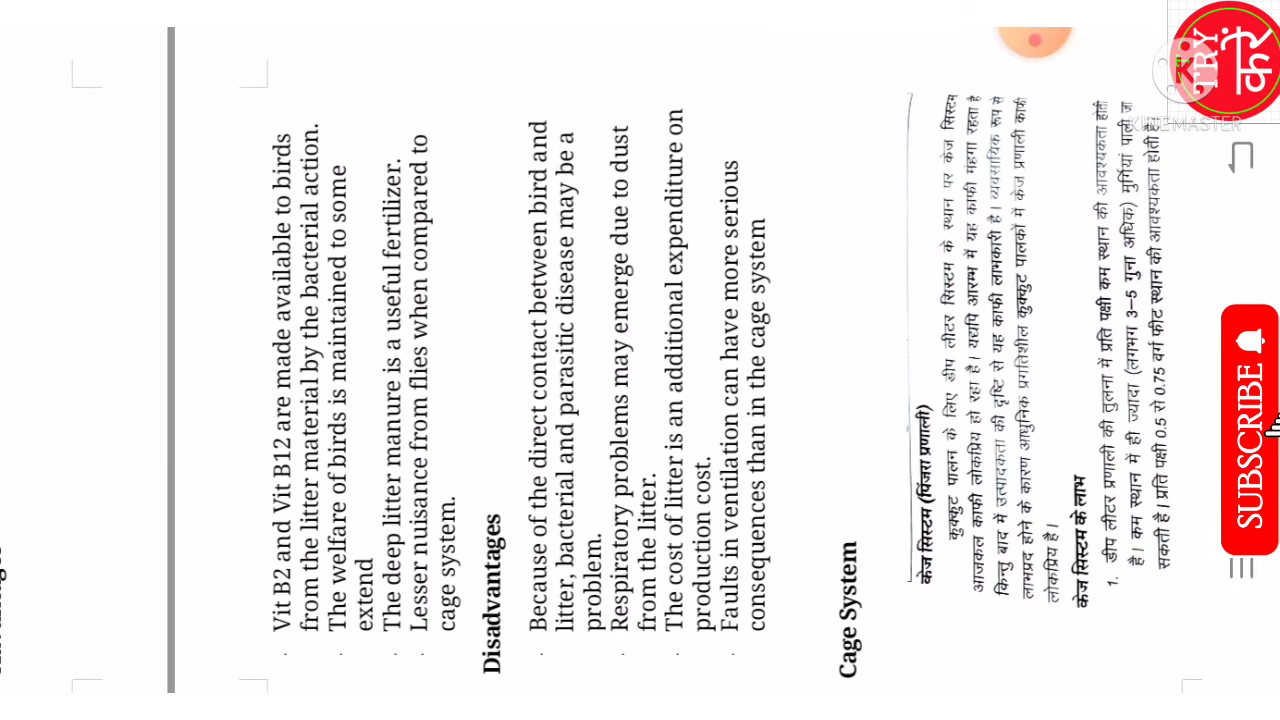 · Vit B2 and Vit B12 are made available to birds
from the litter material by the bacterial action.
· The welfare of birds is maintained to some
extend
· The deep litter manure is a useful fertilizer.
· Lesser nuisance from flies when compared to
cage system.
Disadvantages
· Because of the direct contact between bird and
litter, bacterial and parasitic disease may be a
problem.
· Respiratory problems may emerge due to dust
from the litter.
· The cost of litter is an additional expenditure on
production cost.
· Faults in ventilation can have more serious
consequences than in the cage system
Cage System
केज सिस्टम (पिंजरा प्रणाली)
कुक्कुट पालन के लिए डीप लीटर सिस्टम के स्थान पर केज सिस्टम
आजकल काफी लोकप्रिय हो रहा है। यद्यपि आरम्भ में यह काफी महगा रहता है
किन्तु बाद में उत्पादकता की दृष्टि से यह काफी लाभकारी है। व्यवसायिक रूप से
लाभप्रद होने के कारण आधुनिक प्रगतिशील कुक्कुट पालकों में केज प्रणाली काफी
लोकप्रिय है।
केज सिस्टम के लाभ
1. डीप लीटर प्रणाली की तुलना में प्रति पक्षी कम स्थान की आवश्यकता होती
है। कम स्थान में ही ज्यादा (लगभग 3–5 गुना अधिक) मुर्गियां पाली जा
सकती है। प्रति पक्षी 0.5 से 0.75 वर्ग फीट स्थान की आवश्यकता होती है
TRY
करें
KINEMASTER
SUBSCRIBE